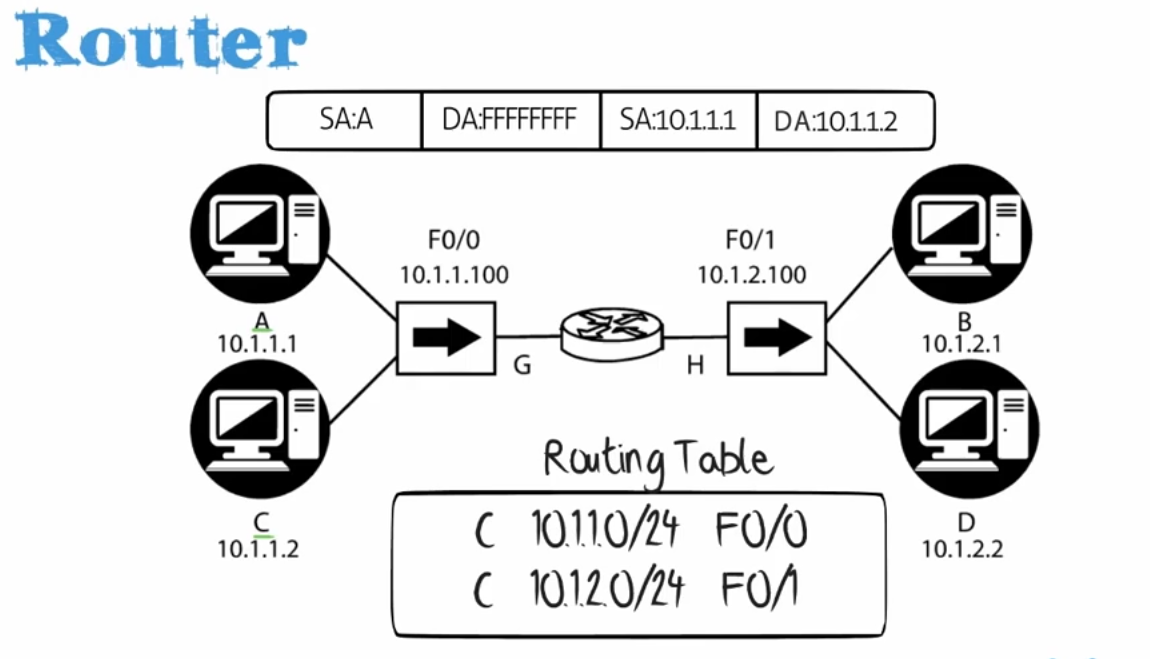 Router
SA:A DA:FFFFFFFF SA:10.1.1.1 DA:10.1.1.2
F0/0
10.1.1.100
F0/1
10.1.2.100
A
10.1.1.1
B
10.1.2.1
G
H
C
10.1.1.2
D
10.1.2.2
Routing Table
C 10.1.1.0/24 F0/0
C 10.1.2.0/24 F0/1